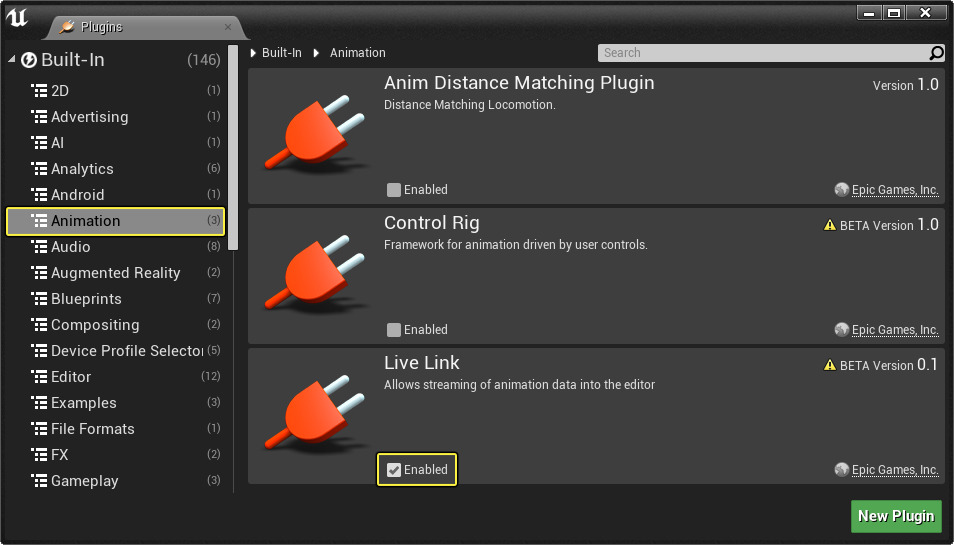 Plugins
Built-In (146)
2D (1)
Advertising (1)
AI (1)
Analytics (6)
Android (1)
Animation (3)
Audio (8)
Augmented Reality (2)
Blueprints (7)
Compositing (2)
Device Profile Selector (5)
Editor (12)
Examples (3)
File Formats (1)
FX (2)
Gameplay (3)
Built-In Animation
Search
Anim Distance Matching Plugin Version 1.0
Distance Matching Locomotion.
Enabled Epic Games, Inc.
Control Rig BETA Version 1.0
Framework for animation driven by user controls.
Enabled Epic Games, Inc.
Live Link BETA Version 0.1
Allows streaming of animation data into the editor
Enabled Epic Games, Inc.
New Plugin